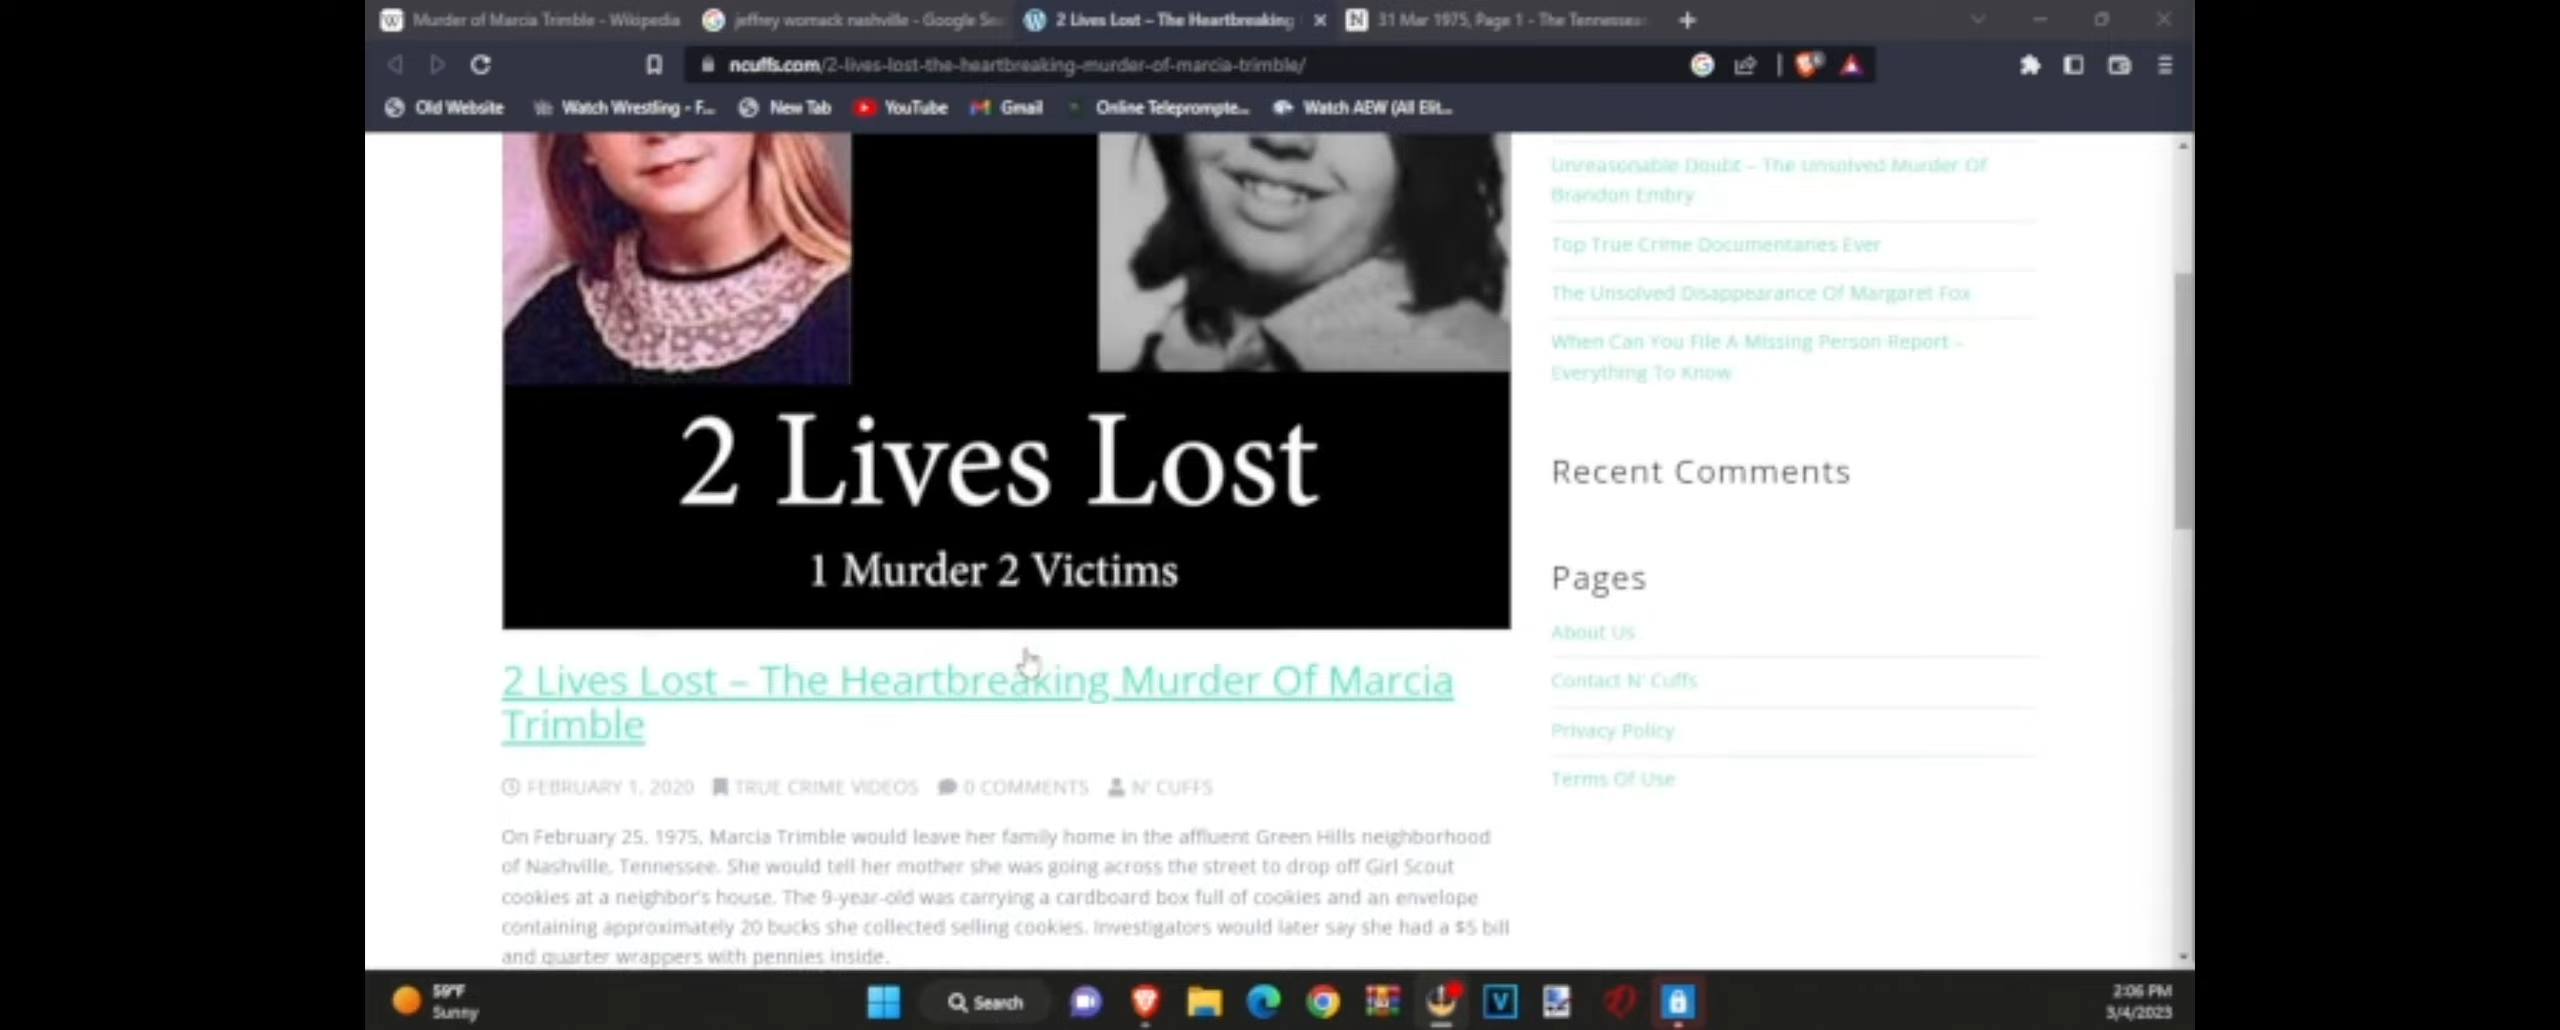 Murder of Marcia Trimble - Wikipedia
jeffrey womack nashville - Google Se
2 Lives Lost – The Heartbreaking
31 Mar 1975, Page 1 - The Tennessea
ncuffs.com/2-lives-lost-the-heartbreaking-murder-of-marcia-trimble/
Old Website
Watch Wrestling - F...
New Tab
YouTube
Gmail
Online Teleprompte...
Watch AEW (All Elit...
2 Lives Lost
1 Murder 2 Victims
2 Lives Lost – The Heartbreaking Murder Of Marcia
Trimble
FEBRUARY 1, 2020 TRUE CRIME VIDEOS 0 COMMENTS N' CUFFS
On February 25, 1975, Marcia Trimble would leave her family home in the affluent Green Hills neighborhood
of Nashville, Tennessee. She would tell her mother she was going across the street to drop off Girl Scout
cookies at a neighbor's house. The 9-year-old was carrying a cardboard box full of cookies and an envelope
containing approximately 20 bucks she collected selling cookies. Investigators would later say she had a $5 bill
and quarter wrappers with pennies inside.
Unreasonable Doubt – The Unsolved Murder Of
Brandon Embry
Top True Crime Documentaries Ever
The Unsolved Disappearance Of Margaret Fox
When Can You File A Missing Person Report –
Everything To Know
Recent Comments
Pages
About Us
Contact N' Cuffs
Privacy Policy
Terms Of Use
59°F
Sunny
Search
2:06 PM
3/4/2023